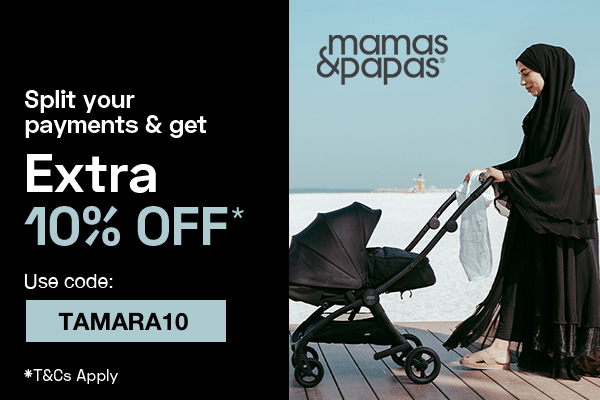 Split your
payments & get
Extra
10% OFF*
Use code:
TAMARA10
*T&Cs Apply
mamas
&papas®